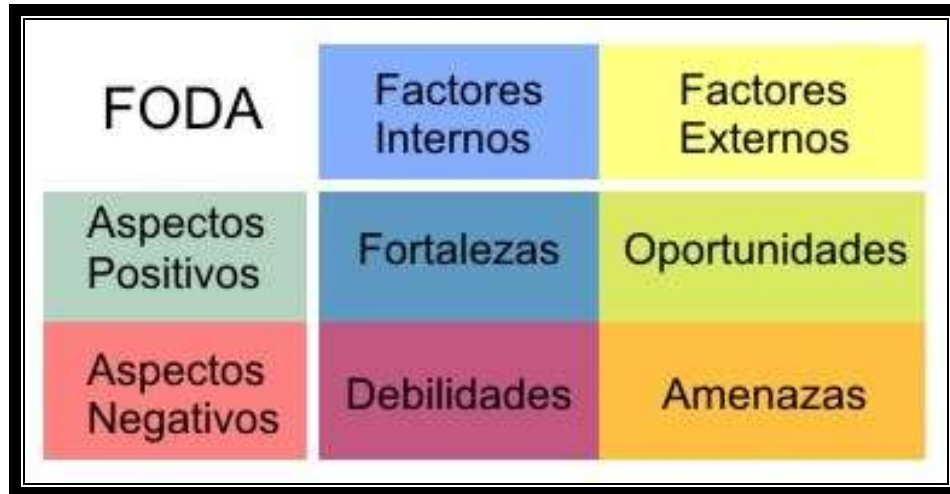 FODA
Factores
Internos
Factores
Externos
Aspectos
Positivos
Fortalezas
Oportunidades
Aspectos
Negativos
Debilidades
Amenazas